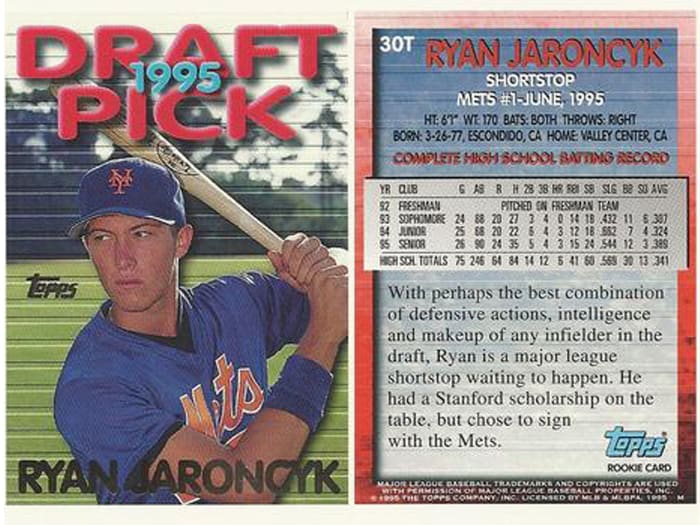 DRAFT
1995
PICK
NY
Topps
Mets
RYAN JARONCYK
30T
RYAN JARONCYK
SHORTSTOP
METS #1-JUNE, 1995
HT: 6'1" WT: 170 BATS: BOTH THROWS: RIGHT
BORN: 3-26-77, ESCONDIDO, CA HOME: VALLEY CENTER, CA
COMPLETE HIGH SCHOOL BATTING RECORD
YR CLUB G AB R H 2B 3B HR RBI SB SLG BB SO AVG
92 FRESHMAN PITCHED ON FRESHMAN TEAM
93 SOPHOMORE 24 88 20 27 3 4 0 14 18 .432 11 6 .307
94 JUNIOR 25 68 20 22 6 4 3 12 18 .662 7 4 .324
95 SENIOR 26 90 24 35 5 4 3 15 24 .544 12 3 .389
HIGH SCH. TOTALS 75 246 64 84 14 12 6 41 60 .569 30 13 .341
With perhaps the best combination
of defensive actions, intelligence
and makeup of any infielder in the
draft, Ryan is a major league
shortstop waiting to happen. He
had a Stanford scholarship on the
table, but chose to sign
with the Mets.
Topps
ROOKIE CARD
MAJOR LEAGUE BASEBALL TRADEMARKS AND COPYRIGHTS ARE USED
WITH PERMISSION OF MAJOR LEAGUE BASEBALL PROPERTIES, INC.
© 1995 THE TOPPS COMPANY, INC. LICENSED BY MLB & MLBPA, 1995 M